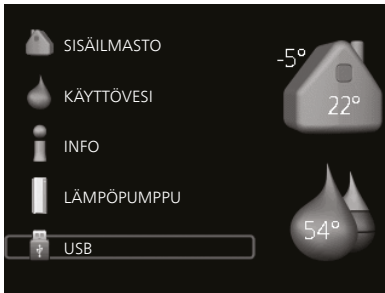 SISÄILMASTO
-5°
KÄYTTÖVESI
22°
INFO
LÄMPÖPUMPPU
54°
USB